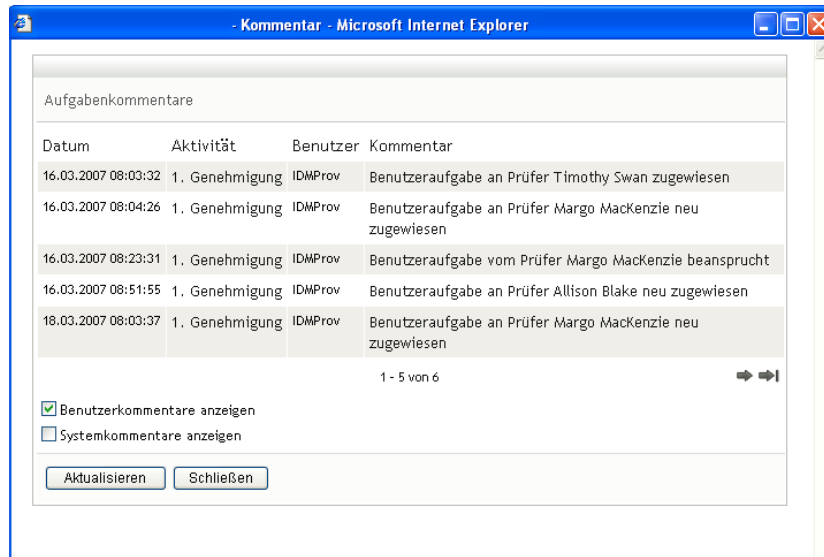 - Kommentar - Microsoft Internet Explorer
Aufgabenkommentare
Datum Aktivität Benutzer Kommentar
16.03.2007 08:03:32 1. Genehmigung IDMProv Benutzeraufgabe an Prüfer Timothy Swan zugewiesen
16.03.2007 08:04:26 1. Genehmigung IDMProv Benutzeraufgabe an Prüfer Margo MacKenzie neu
zugewiesen
16.03.2007 08:23:31 1. Genehmigung IDMProv Benutzeraufgabe vom Prüfer Margo MacKenzie beansprucht
16.03.2007 08:51:55 1. Genehmigung IDMProv Benutzeraufgabe an Prüfer Allison Blake neu zugewiesen
18.03.2007 08:03:37 1. Genehmigung IDMProv Benutzeraufgabe an Prüfer Margo MacKenzie neu
zugewiesen
1 - 5 von 6
Benutzerkommentare anzeigen
Systemkommentare anzeigen
Aktualisieren Schließen